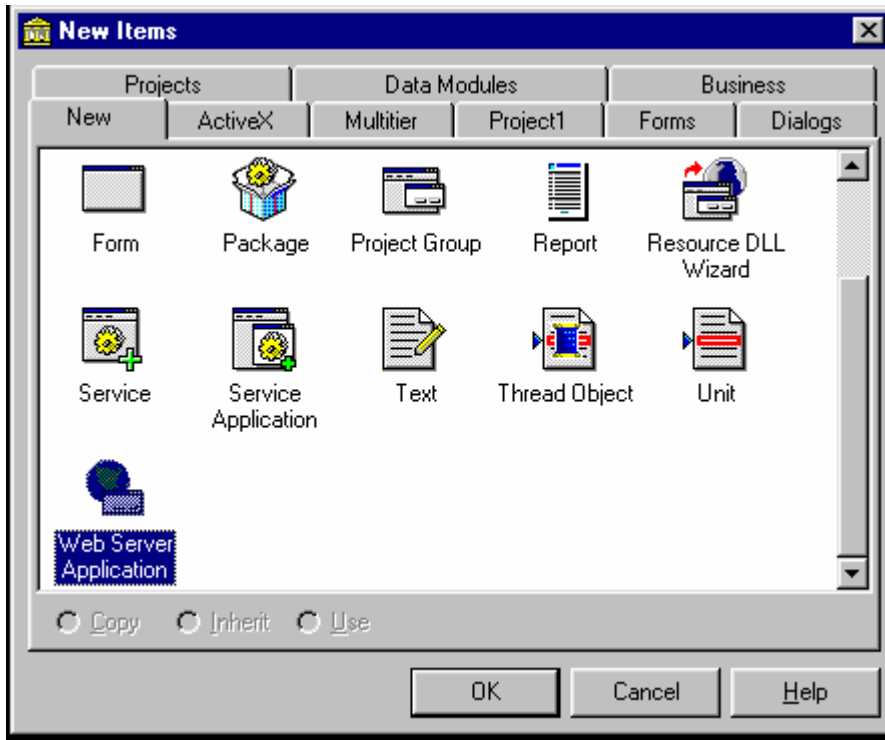 New Items
Projects Data Modules Business
New ActiveX Multitier Project1 Forms Dialogs
Form Package Project Group Report Resource DLL
Wizard
Service Service Text Thread Object Unit
Application
Web Server
Application
Copy Inherit Use
OK Cancel Help